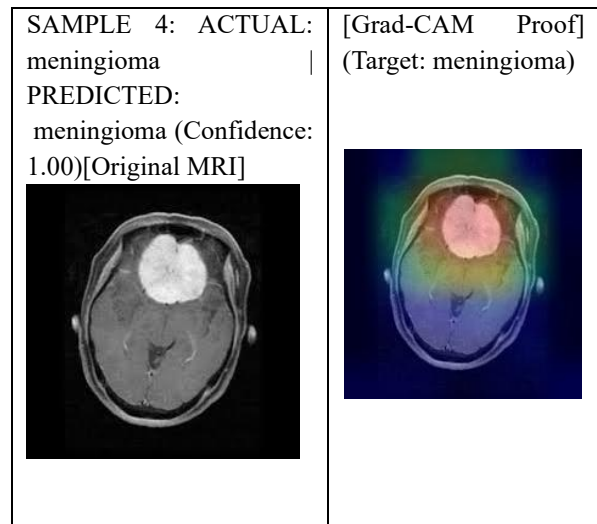 SAMPLE 4: ACTUAL:
meningioma |
PREDICTED:
meningioma (Confidence:
1.00)[Original MRI]
[Grad-CAM Proof]
(Target: meningioma)